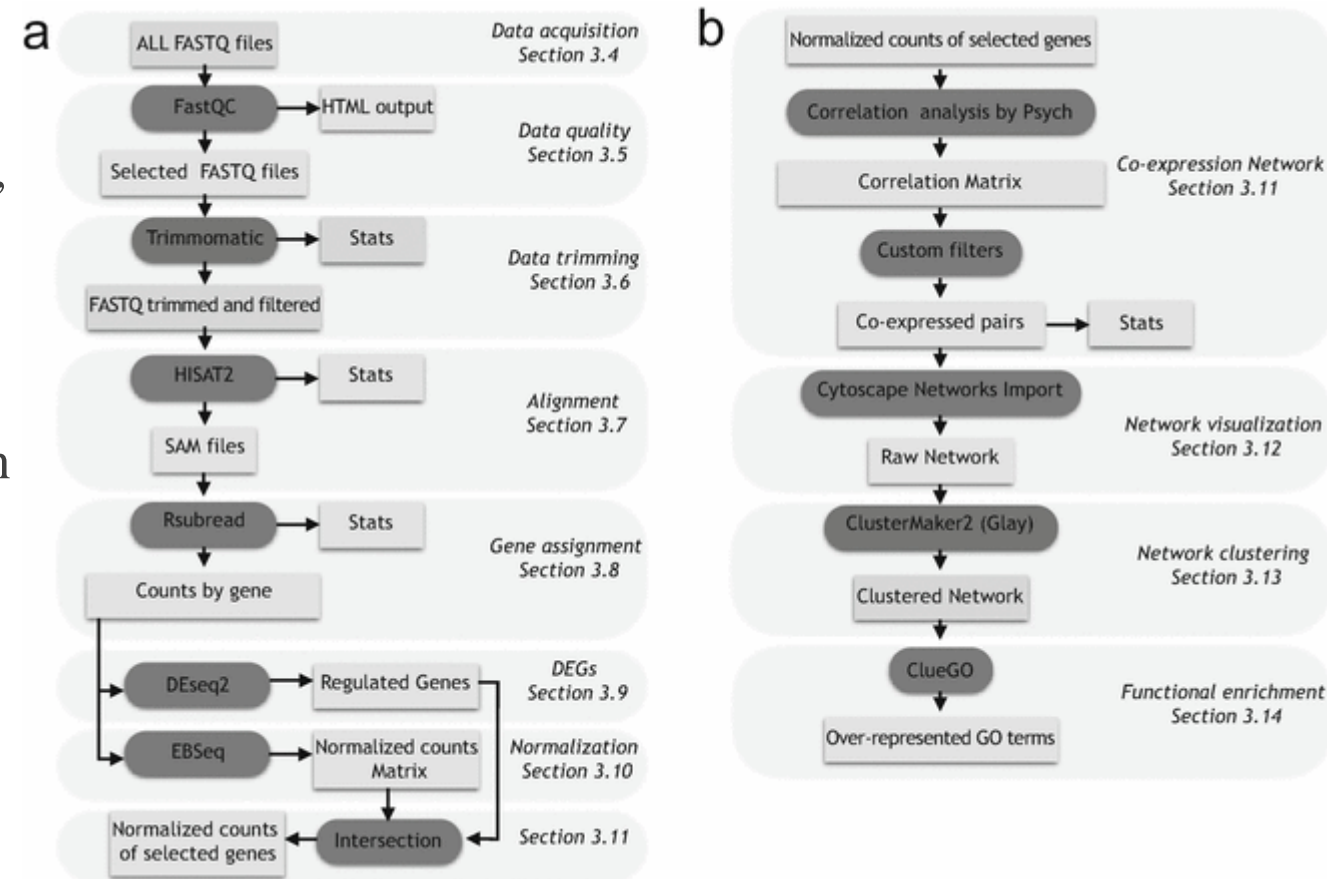 a
ALL FASTQ files
Data acquisition
Section 3.4
FastQC
HTML output
Data quality
Section 3.5
Selected FASTQ files
,
Trimmomatic
Stats
Data trimming
Section 3.6
FASTQ trimmed and filtered
HISAT2
Stats
Alignment
Section 3.7
SAM files
n
Rsubread
Stats
Gene assignment
Section 3.8
Counts by gene
DEseq2
Regulated Genes
DEGs
Section 3.9
EBSeq
Normalized counts
Matrix
Normalization
Section 3.10
Normalized counts
of selected genes
Intersection
Section 3.11
b
Normalized counts of selected genes
Correlation analysis by Psych
Correlation Matrix
Co-expression Network
Section 3.11
Custom filters
Co-expressed pairs
Stats
Cytoscape Networks Import
Network visualization
Section 3.12
Raw Network
ClusterMaker2 (Glay)
Network clustering
Section 3.13
Clustered Network
ClueGO
Functional enrichment
Section 3.14
Over-represented GO terms